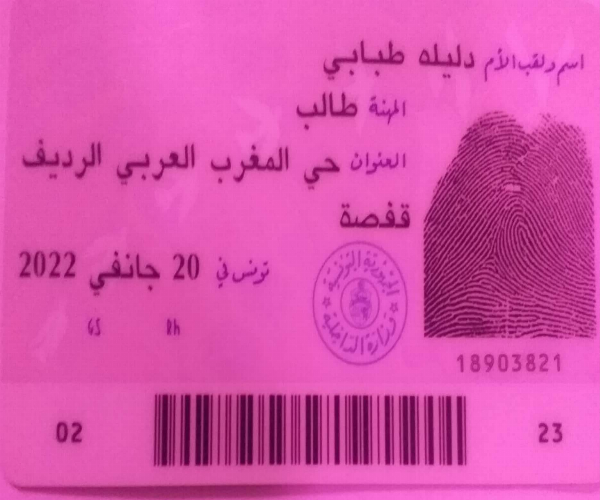 اسم ولقب الأم دليله طبابي
المهنة طالب
العنوان حي المغرب العربي الرديف
قفصة
تونس في 20 جانفي 2022
GS Rh
الجمهورية التونسية
وزارة الداخلية
18903821
02 23